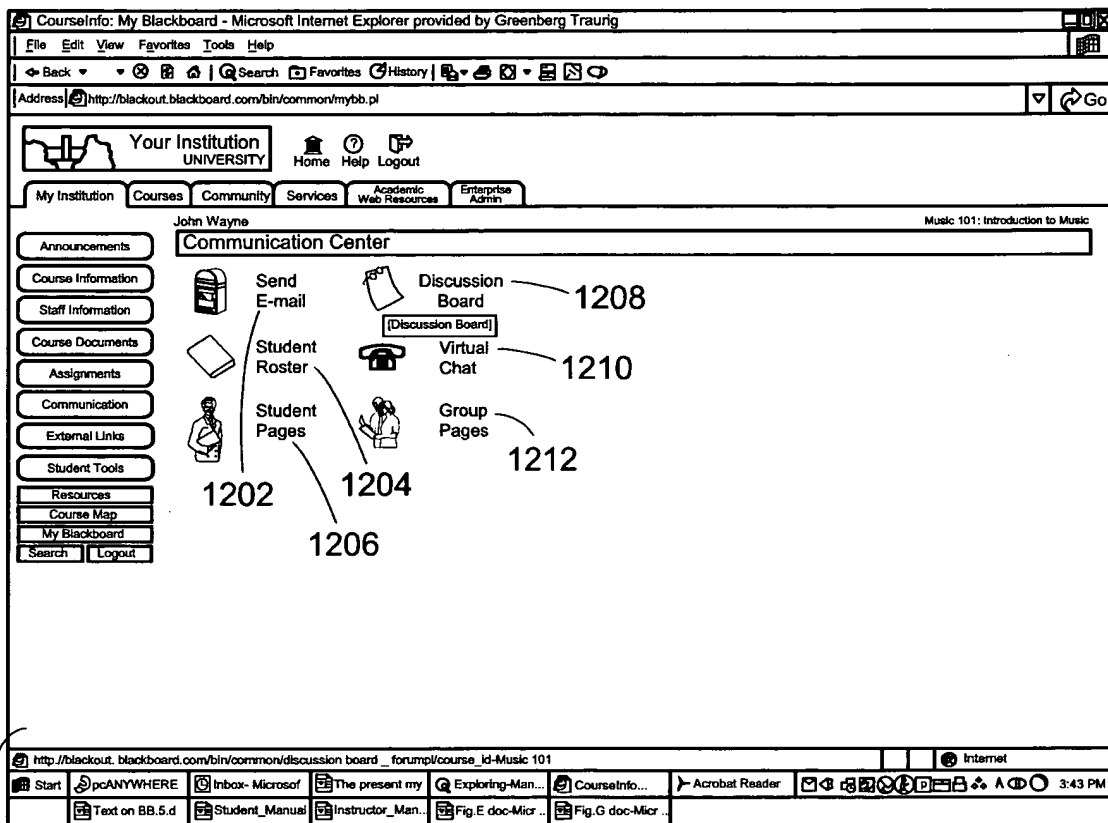 CourseInfo: My Blackboard - Microsoft Internet Explorer provided by Greenberg Traurig
File Edit View Favorites Tools Help
Back Search Favorites History
Address http://blackout.blackboard.com/bin/common/mybb.pl Go
Your Institution
UNIVERSITY
Home Help Logout
My Institution Courses Community Services Academic Web Resources Enterprise Admin
John Wayne Music 101: Introduction to Music
Communication Center
Announcements
Course Information
Staff Information
Course Documents
Assignments
Communication
External Links
Student Tools
Resources
Course Map
My Blackboard
Search Logout
Send
E-mail
Discussion
Board
1208
[Discussion Board]
Student
Roster
Virtual
Chat
1210
Student
Pages
Group
Pages
1212
1202
1204
1206
http://blackout. blackboard.com/bin/common/discussion board _ forumpl/course_id-Music 101 Internet
Start pcANYWHERE Inbox- Microsof The present my Exploring-Man... CourseInfo... Acrobat Reader 3:43 PM
Text on BB.5.d Student_Manual Instructor_Man... Fig.E doc-Micr .. Fig.G doc-Micr ..